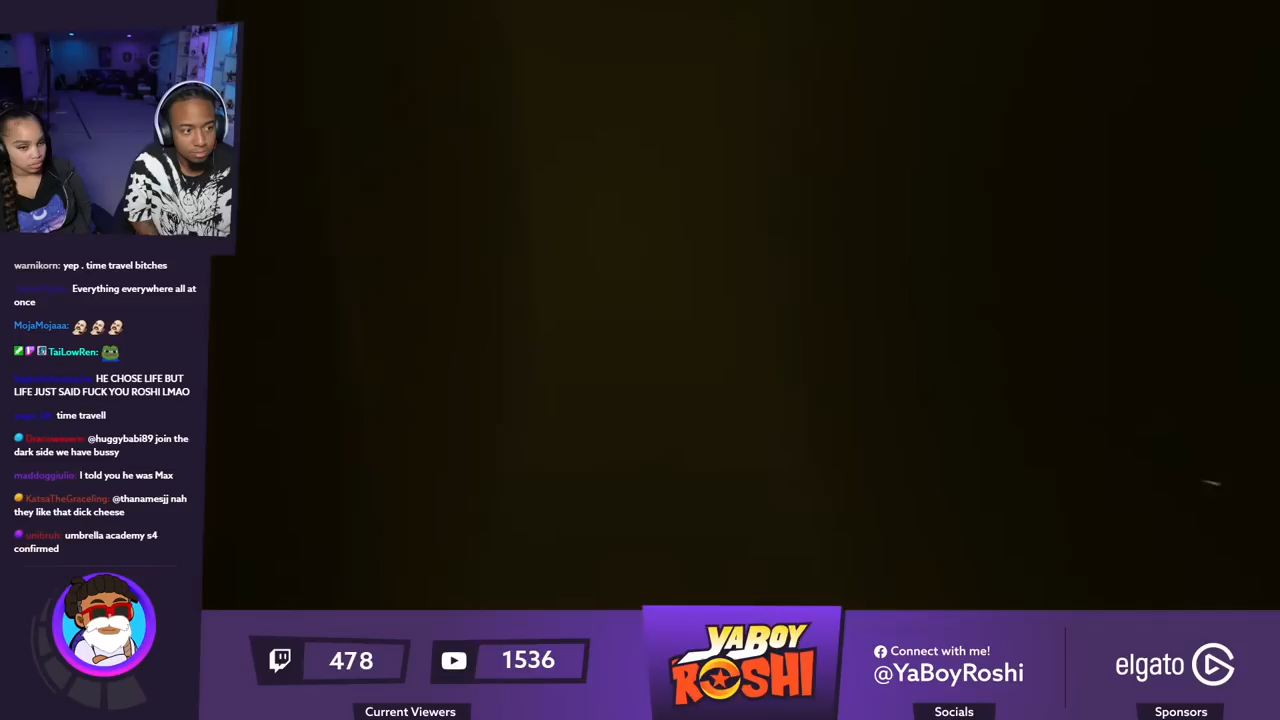 warnikorn: yep . time travel bitches
Everything everywhere all at
once
MojaMojaaa:
TaiLowRen:
HE CHOSE LIFE BUT
LIFE JUST SAID FUCK YOU ROSHI LMAO
time travell
@huggybabi89 join the
dark side we have bussy
maddoggiulio: I told you he was Max
KatsaTheGraceling: @thanamesjj nah
they like that dick cheese
umbruh: umbrella academy s4
confirmed
478
1536
Current Viewers
YABOY
ROSHI
Connect with me!
@YaBoyRoshi
Socials
elgato
Sponsors